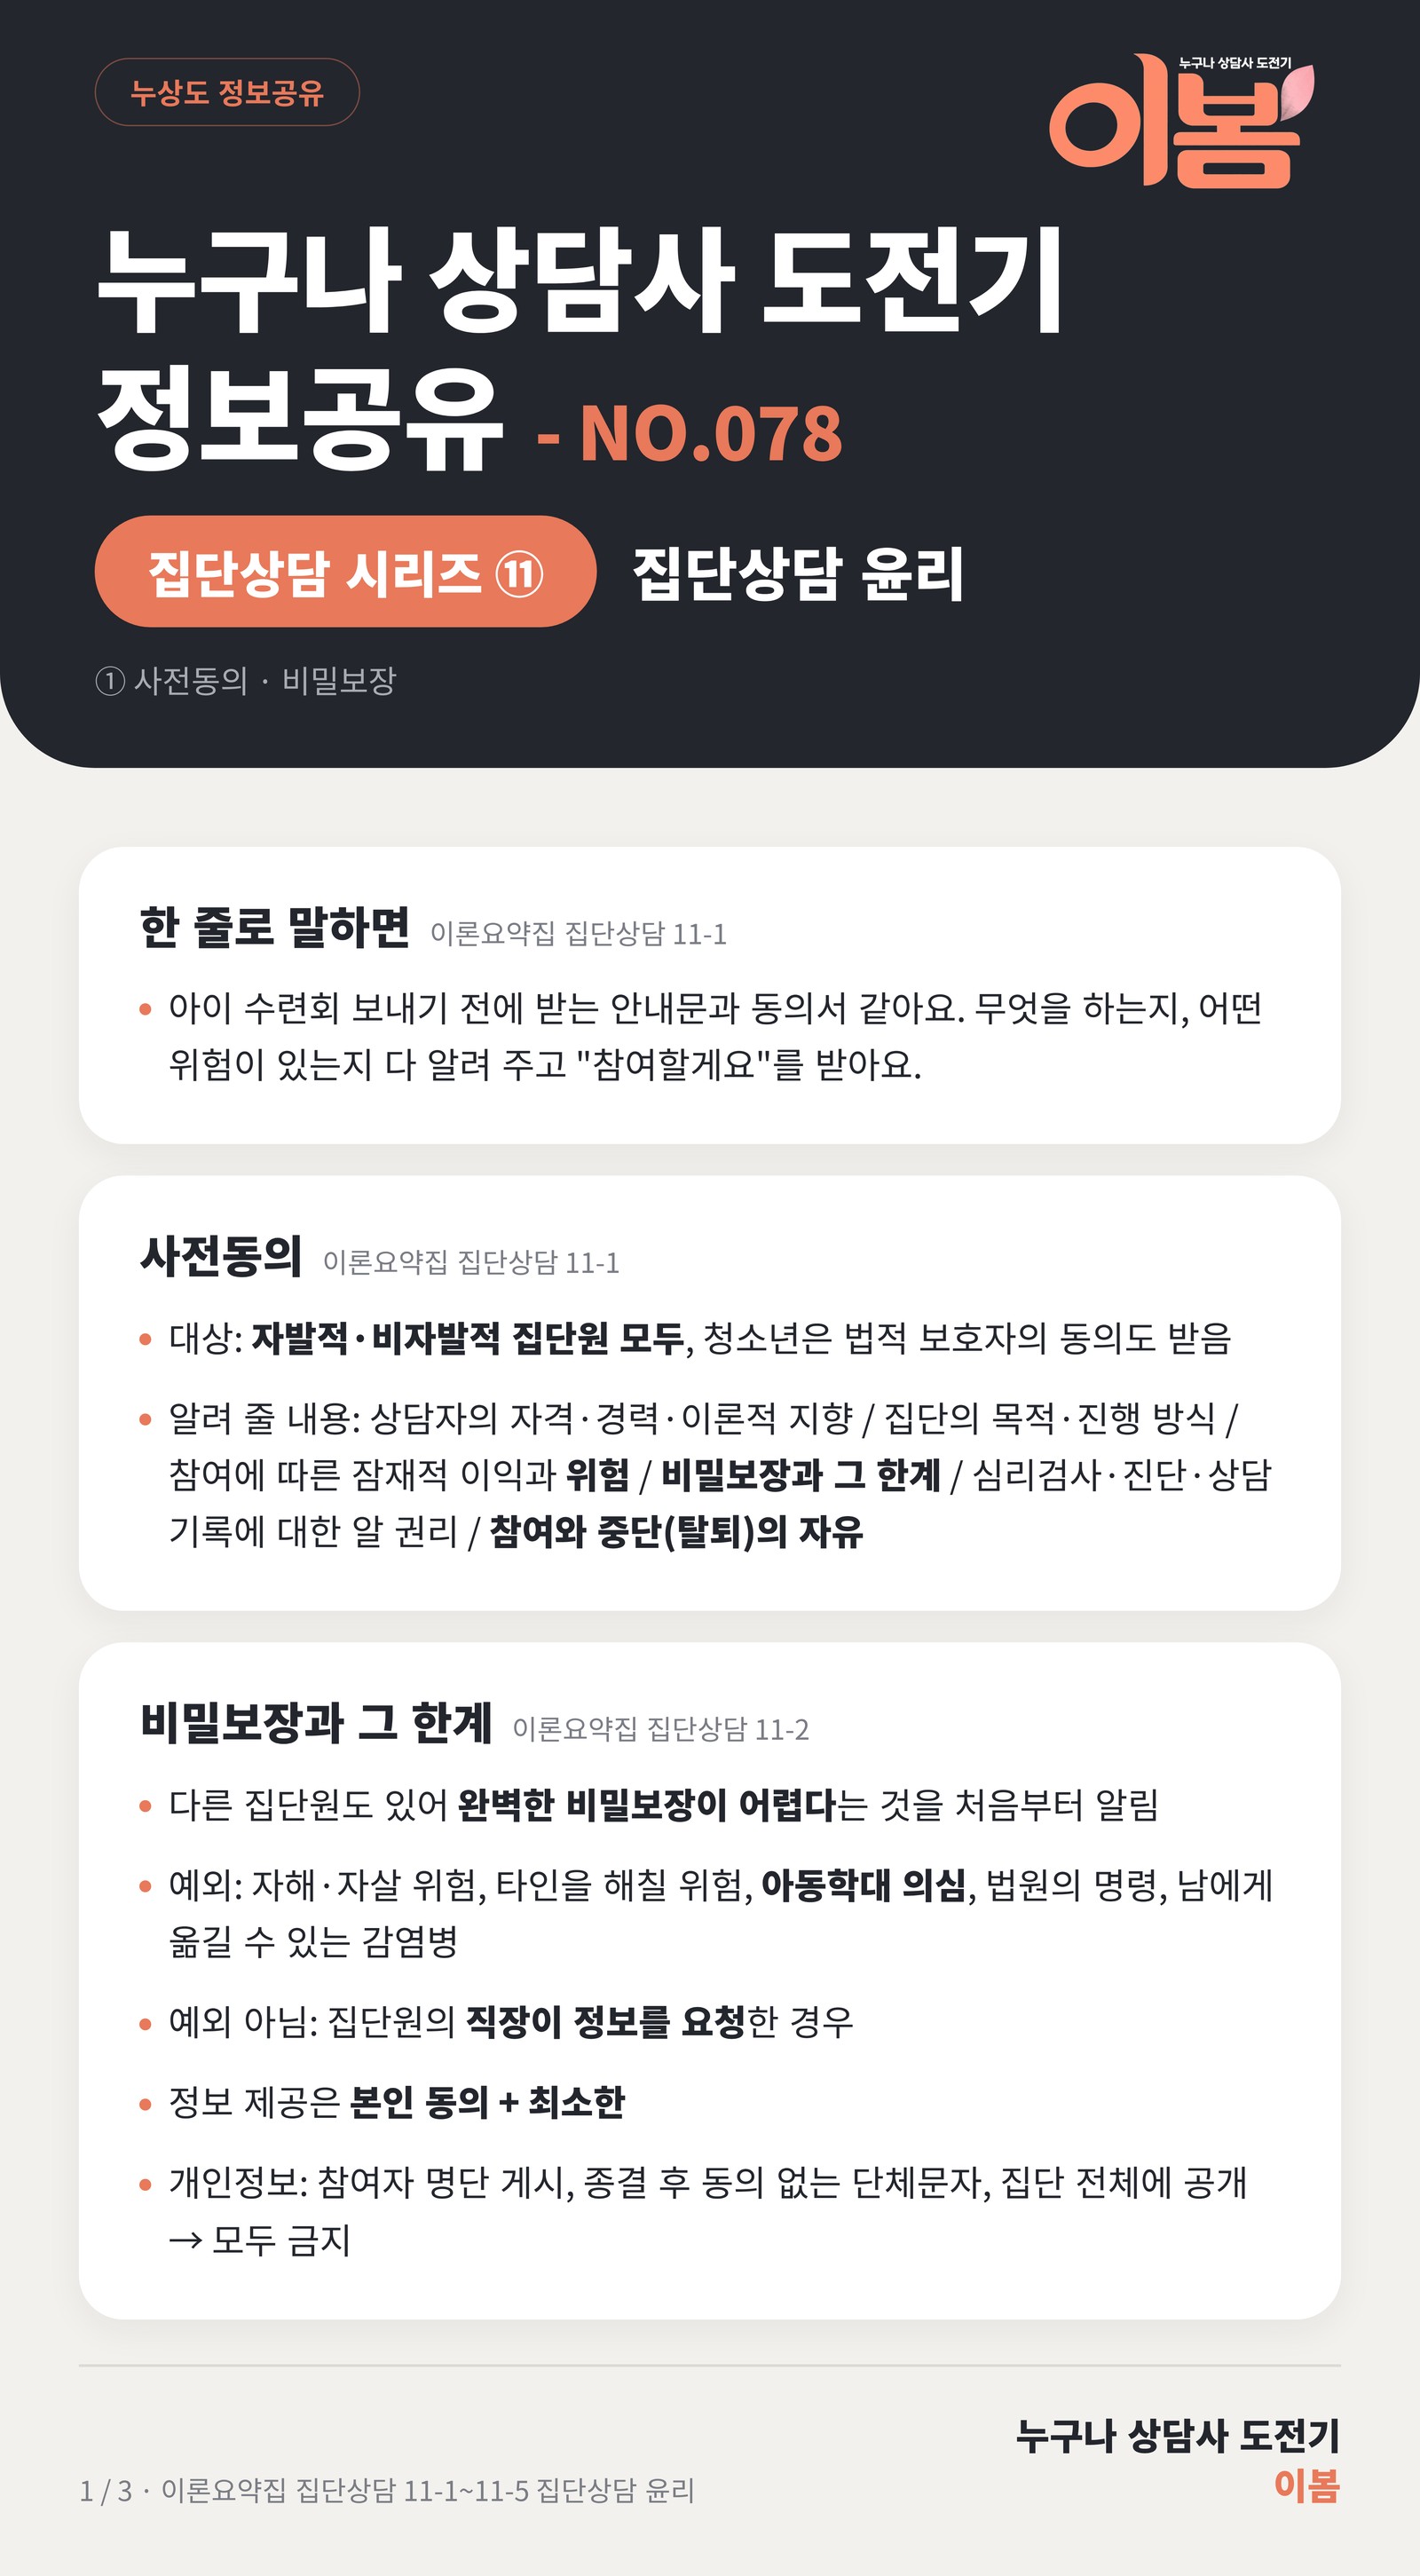 누상도 정보공유
누구나 상담사 도전기
이봄
누구나 상담사 도전기
정보공유 - NO.078
집단상담 시리즈 ⑪ 집단상담 윤리
① 사전동의 · 비밀보장
한 줄로 말하면 이론요약집 집단상담 11-1
• 아이 수련회 보내기 전에 받는 안내문과 동의서 같아요. 무엇을 하는지, 어떤
위험이 있는지 다 알려 주고 "참여할게요"를 받아요.
사전동의 이론요약집 집단상담 11-1
• 대상: 자발적·비자발적 집단원 모두, 청소년은 법적 보호자의 동의도 받음
• 알려 줄 내용: 상담자의 자격·경력·이론적 지향 / 집단의 목적·진행 방식 /
참여에 따른 잠재적 이익과 위험 / 비밀보장과 그 한계 / 심리검사·진단·상담
기록에 대한 알 권리 / 참여와 중단(탈퇴)의 자유
비밀보장과 그 한계 이론요약집 집단상담 11-2
• 다른 집단원도 있어 완벽한 비밀보장이 어렵다는 것을 처음부터 알림
• 예외: 자해·자살 위험, 타인을 해칠 위험, 아동학대 의심, 법원의 명령, 남에게
옮길 수 있는 감염병
• 예외 아님: 집단원의 직장이 정보를 요청한 경우
• 정보 제공은 본인 동의 + 최소한
• 개인정보: 참여자 명단 게시, 종결 후 동의 없는 단체문자, 집단 전체에 공개
→ 모두 금지
누구나 상담사 도전기
이봄
1 / 3 · 이론요약집 집단상담 11-1~11-5 집단상담 윤리